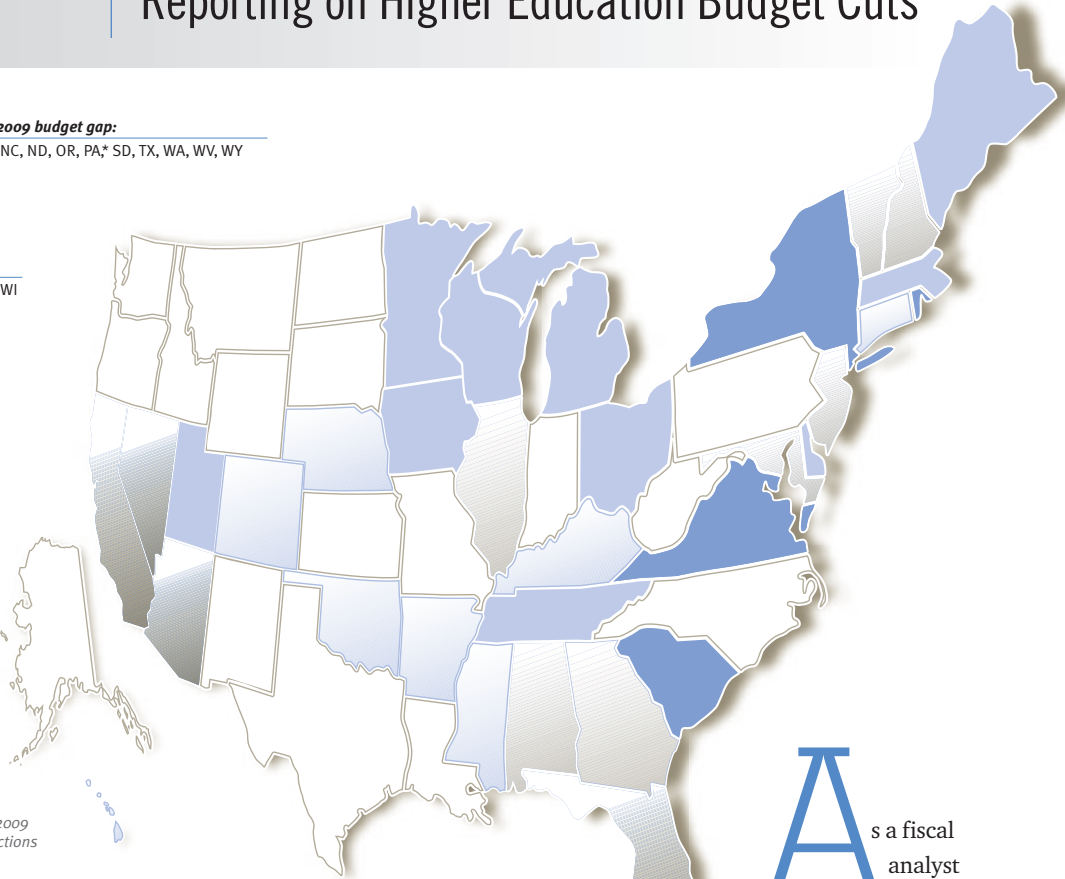 Reporting on Higher Education Budget Cuts
2009 budget gap:
NC, ND, OR, PA,* SD, TX, WA, WV, WY
WI
2009
ctions
As a fiscal
analyst